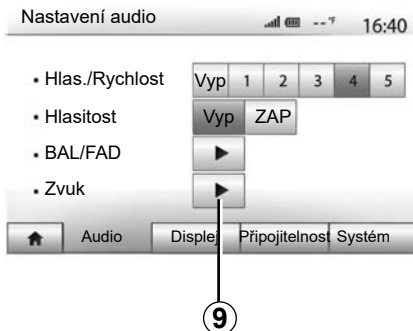 Nastavení audio -- °F 16:40
• Hlas./Rychlost Vyp 1 2 3 4 5
• Hlasitost Vyp ZAP
• BAL/FAD
• Zvuk
Audio Displej Připojitelnost Systém
9